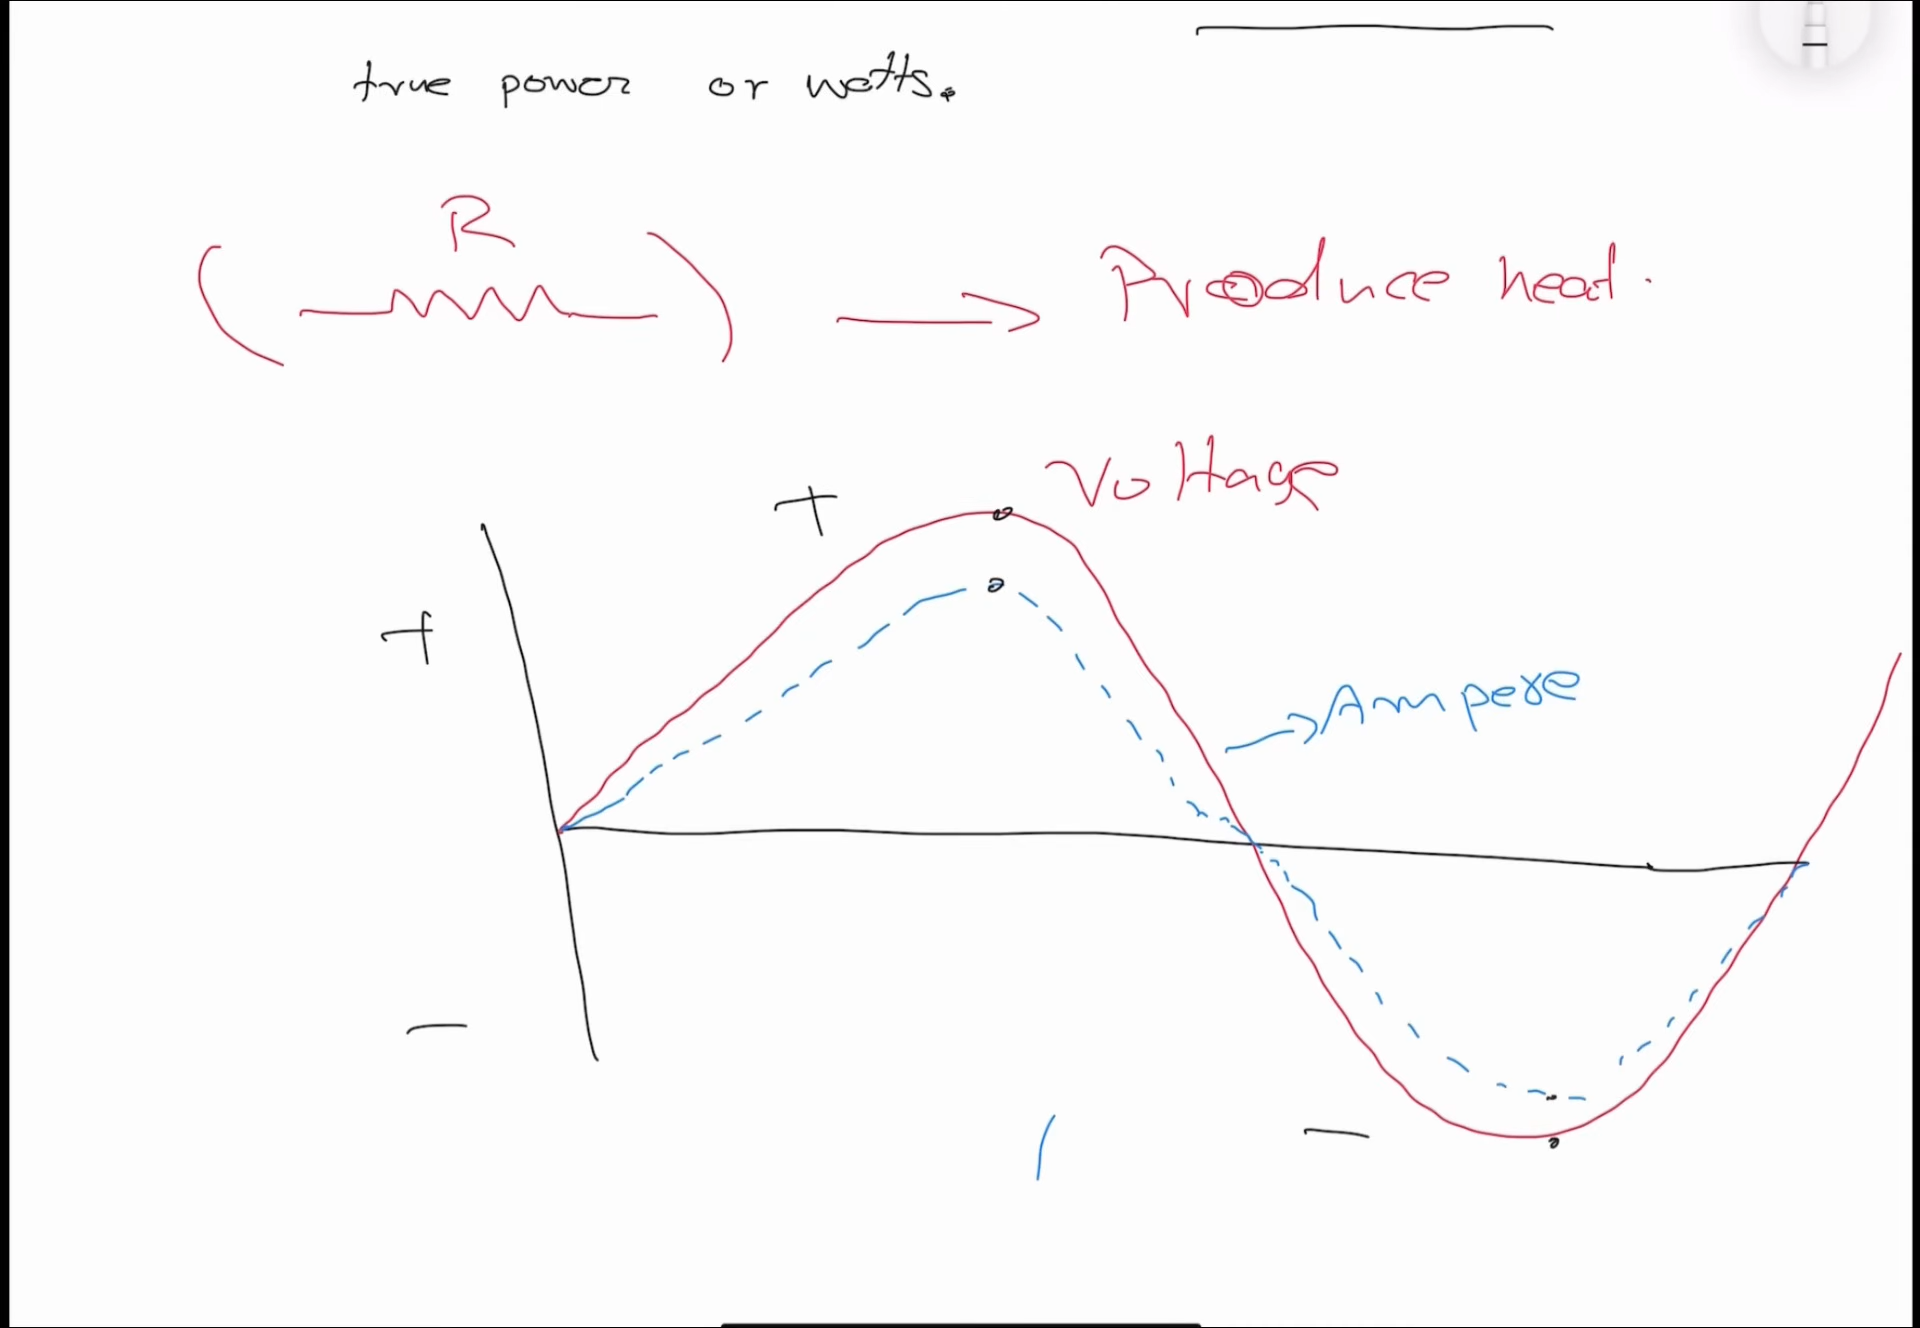 true power or watts.
R
Produce heat.
Voltage
+
+
Ampere
-
-